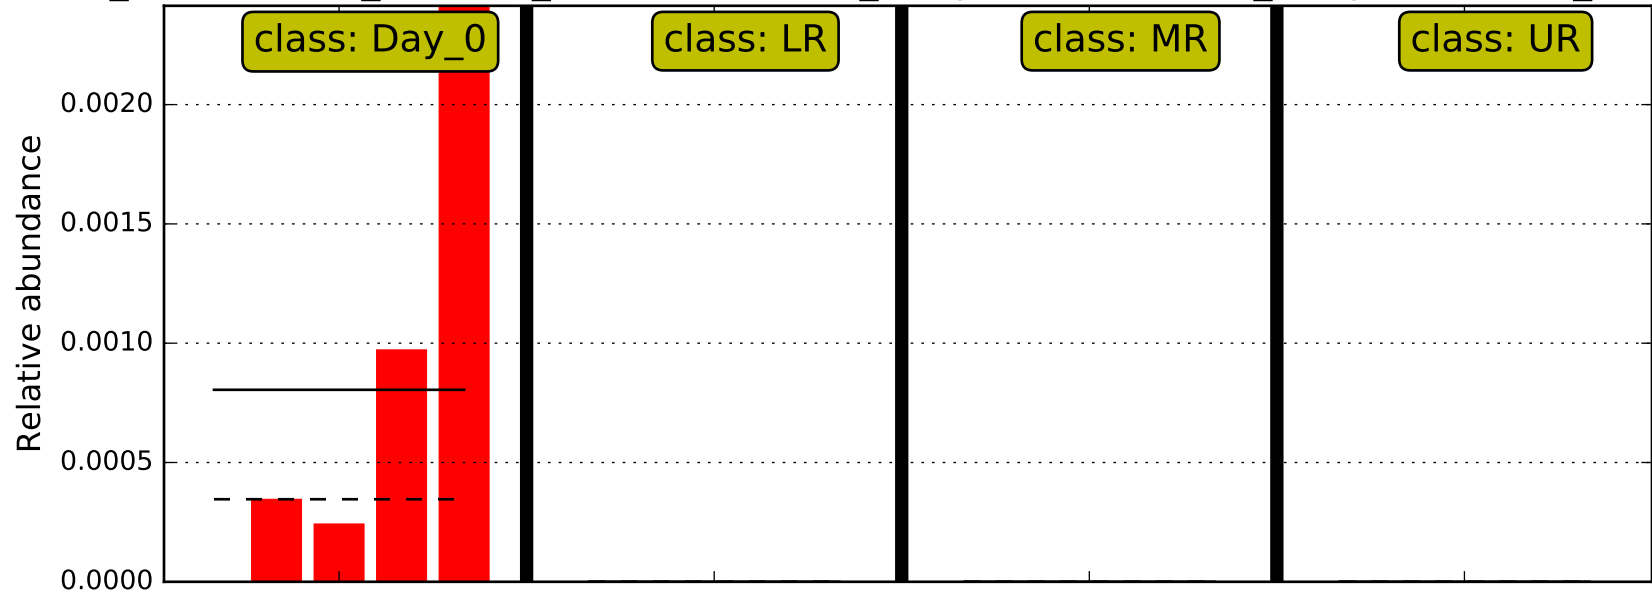 class: Day_0
class: LR
class: MR
class: UR
Relative abundance
0.0020
0.0015
0.0010
0.0005
0.0000